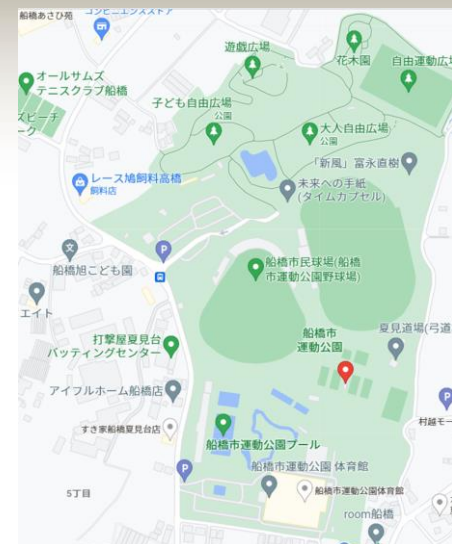 船橋あさひ苑
コンビニエンスストア
遊戯広場
花木園
自由運動広場
オールサムズ
テニスクラブ船橋
ズビーチ
ーク
子ども自由広場
公園
大人自由広場
公園
「新風」富永直樹
レース鳩飼料高橋
飼料店
未来への手紙
(タイムカプセル)
P
船橋旭こども園
船橋市民球場(船橋
市運動公園野球場)
エイト
打撃屋夏見台
バッティングセンター
船橋市
運動公園
夏見道場(弓道
アイフルホーム船橋店
P
村越モー
すき家船橋夏見台店
船橋市運動公園プール
船橋市運動公園 体育館
P
5丁目
船橋市運動公園体育館
room船橋